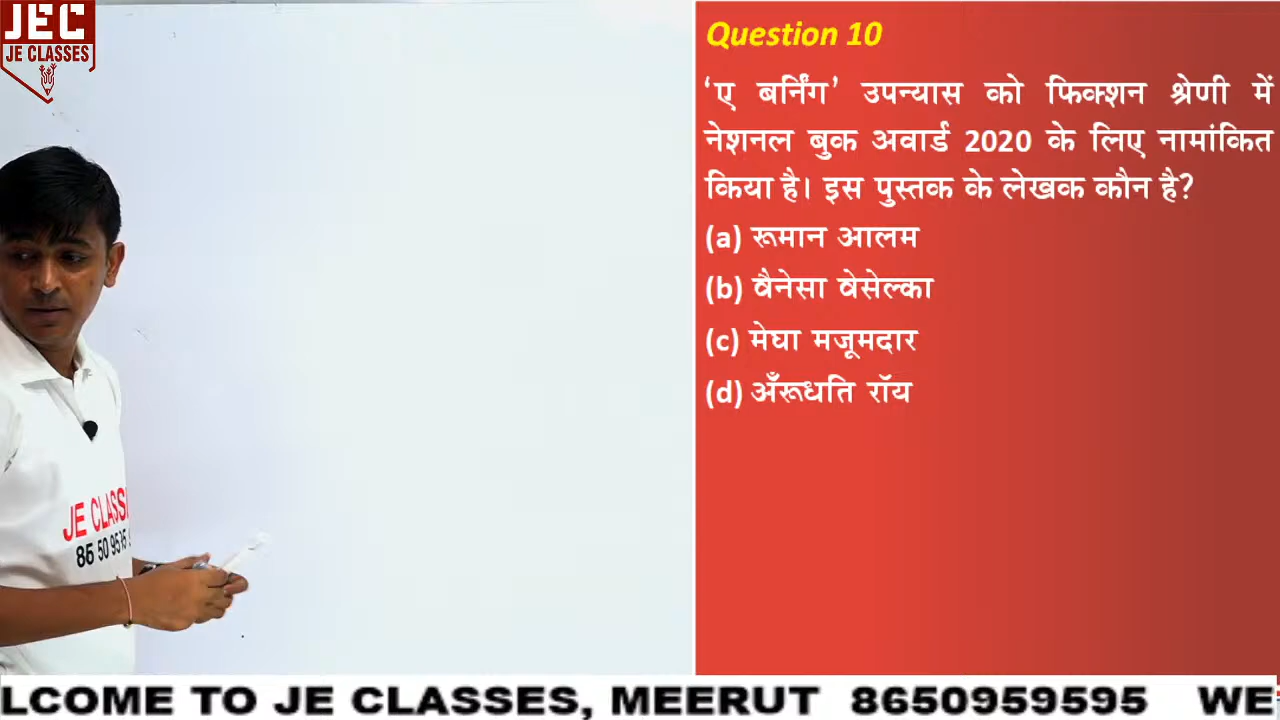 JEC
JE CLASSES
Question 10
‘ए बर्निंग’ उपन्यास को फिक्शन श्रेणी में
नेशनल बुक अवार्ड 2020 के लिए नामांकित
किया है। इस पुस्तक के लेखक कौन है?
(a) रूमान आलम
(b) वैनेसा वेसेल्का
(c) मेघा मजूमदार
(d) अँरूधति रॉय
JE CLASS
86 50 95
LCOME TO JE CLASSES, MEERUT 8650959595 WE